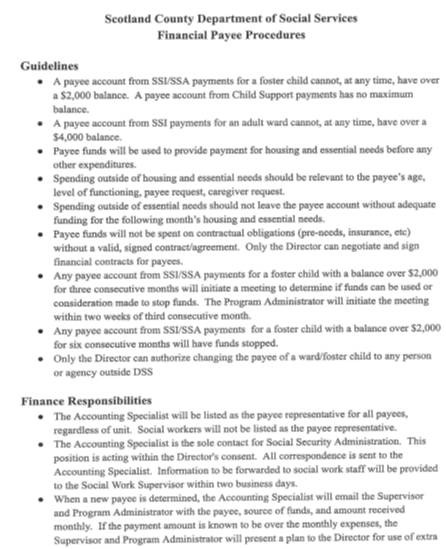 Scotland County Department of Social Services
Financial Payee Procedures
Guidelines
• A payee account from SSI/SSA payments for a foster child cannot, at any time, have over
a $2,000 balance. A payee account from Child Support payments has no maximum
balance.
• A payee account from SSI payments for an adult ward cannot, at any time, have over a
$4,000 balance.
• Payee funds will be used to provide payment for housing and essential needs before any
other expenditures.
• Spending outside of housing and essential needs should be relevant to the payee's age,
level of functioning, payee request, caregiver request.
• Spending outside of essential needs should not leave the payee account without adequate
funding for the following month's housing and essential needs.
• Payee funds will not be spent on contractual obligations (pre-needs, insurance, etc)
without a valid, signed contract/agreement. Only the Director can negotiate and sign
financial contracts for payees.
• Any payee account from SSI/SSA payments for a foster child with a balance over $2,000
for three consecutive months will initiate a meeting to determine if funds can be used or
consideration made to stop funds. The Program Administrator will initiate the meeting
within two weeks of third consecutive month.
• Any payee account from SSI/SSA payments for a foster child with a balance over $2,000
for six consecutive months will have funds stopped.
• Only the Director can authorize changing the payee of a ward/foster child to any person
or agency outside DSS
Finance Responsibilities
• The Accounting Specialist will be listed as the payee representative for all payees,
regardless of unit. Social workers will not be listed as the payee representative.
• The Accounting Specialist is the sole contact for Social Security Administration. This
position is acting within the Director's consent. All correspondence is sent to the
Accounting Specialist. Information to be forwarded to social work staff will be provided
to the Social Work Supervisor within two business days.
• When a new payee is determined, the Accounting Specialist will email the Supervisor
and Program Administrator with the payee, source of funds, and amount received
monthly. If the payment amount is known to be over the monthly expenses, the
Supervisor and Program Administrator will present a plan to the Director for use of extra